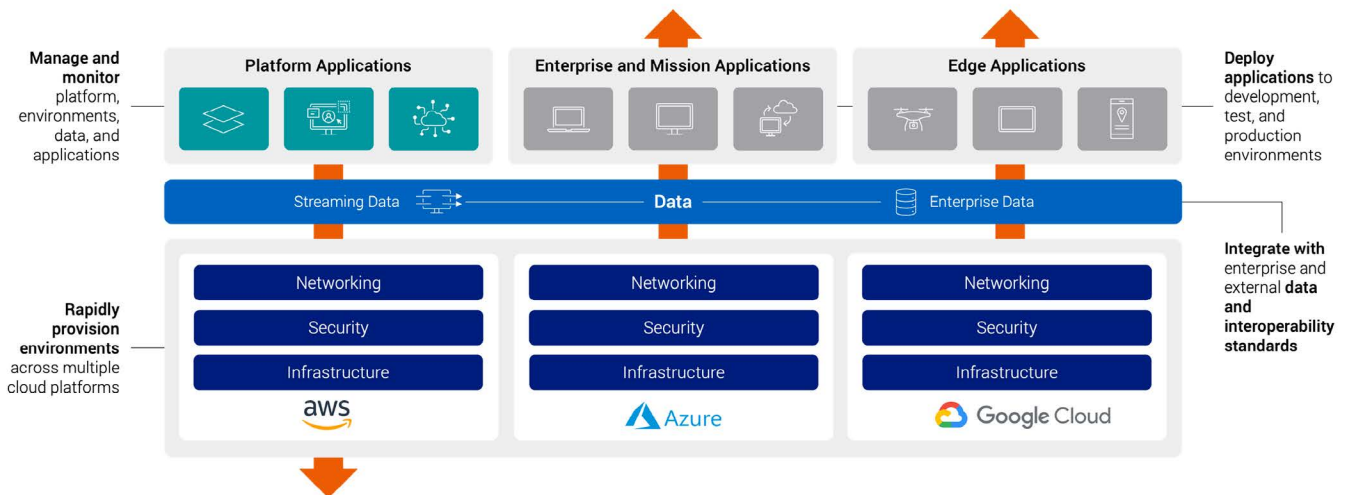 Manage and
monitor
platform,
environments,
data, and
applications
Platform Applications
Enterprise and Mission Applications
Edge Applications
Deploy
applications to
development,
test, and
production
environments
Streaming Data
Data
Enterprise Data
Rapidly
provision
environments
across multiple
cloud platforms
Networking
Security
Infrastructure
aws
Networking
Security
Infrastructure
Azure
Networking
Security
Infrastructure
Google Cloud
Integrate with
enterprise and
external data
and
interoperability
standards